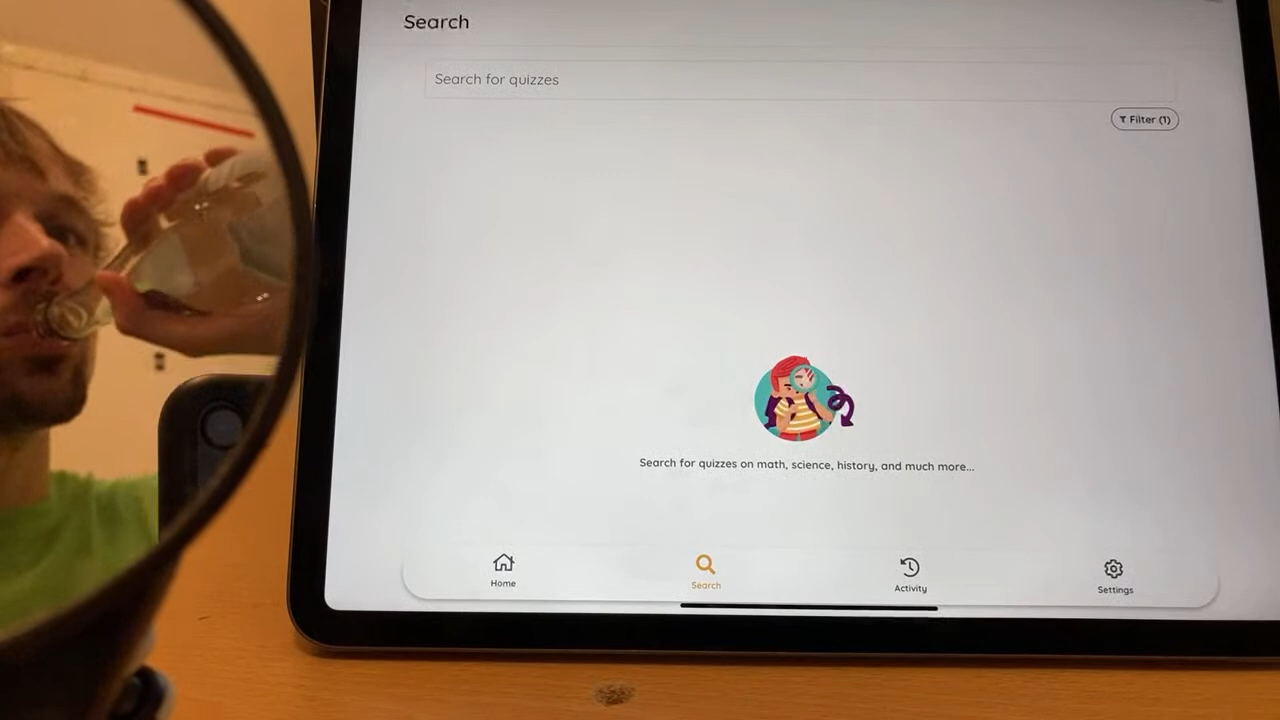 Search
Search for quizzes
Filter (1)
Search for quizzes on math, science, history, and much more...
Home
Search
Activity
Settings